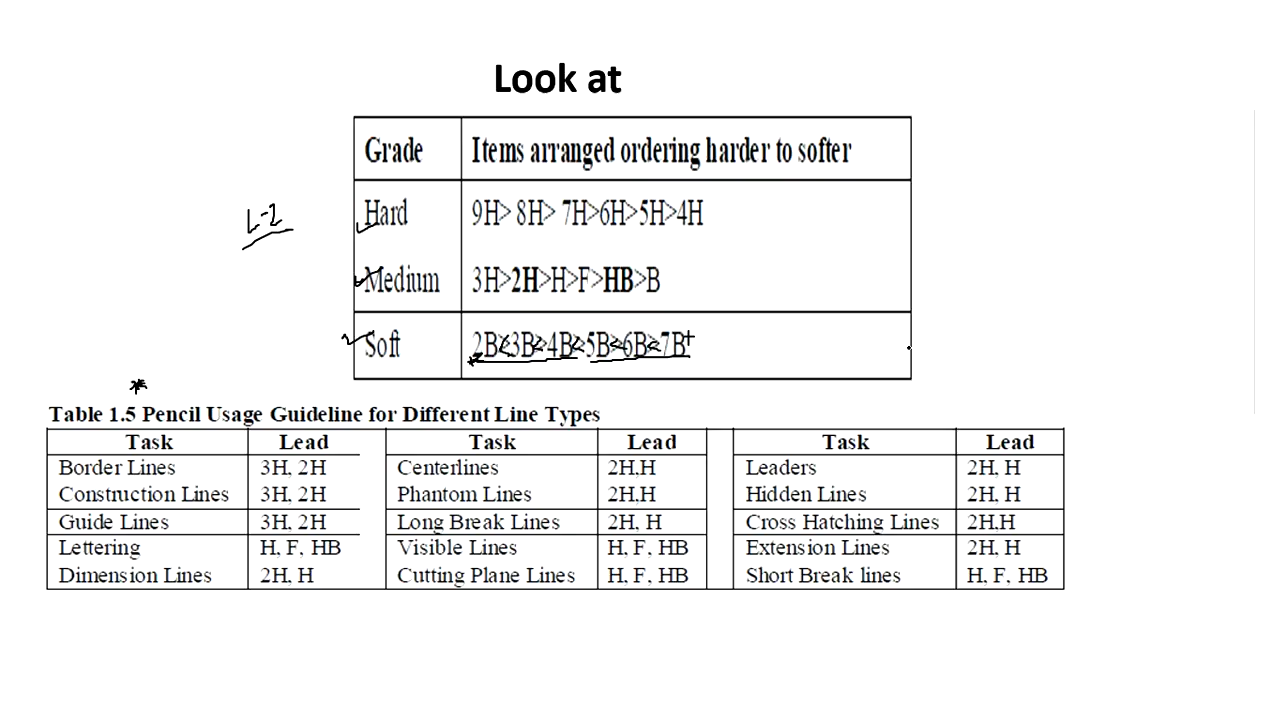 Look at
Grade Items arranged ordering harder to softer
Hard 9H> 8H> 7H>6H>5H>4H
L-2
Medium 3H>2H>H>F>HB>B
Soft 2B>3B>4B>5B>6B>7B
*
Table 1.5 Pencil Usage Guideline for Different Line Types
Task Lead Task Lead Task Lead
Border Lines 3H, 2H Centerlines 2H,H Leaders 2H, H
Construction Lines 3H, 2H Phantom Lines 2H,H Hidden Lines 2H, H
Guide Lines 3H, 2H Long Break Lines 2H, H Cross Hatching Lines 2H,H
Lettering H, F, HB Visible Lines H, F, HB Extension Lines 2H, H
Dimension Lines 2H, H Cutting Plane Lines H, F, HB Short Break lines H, F, HB